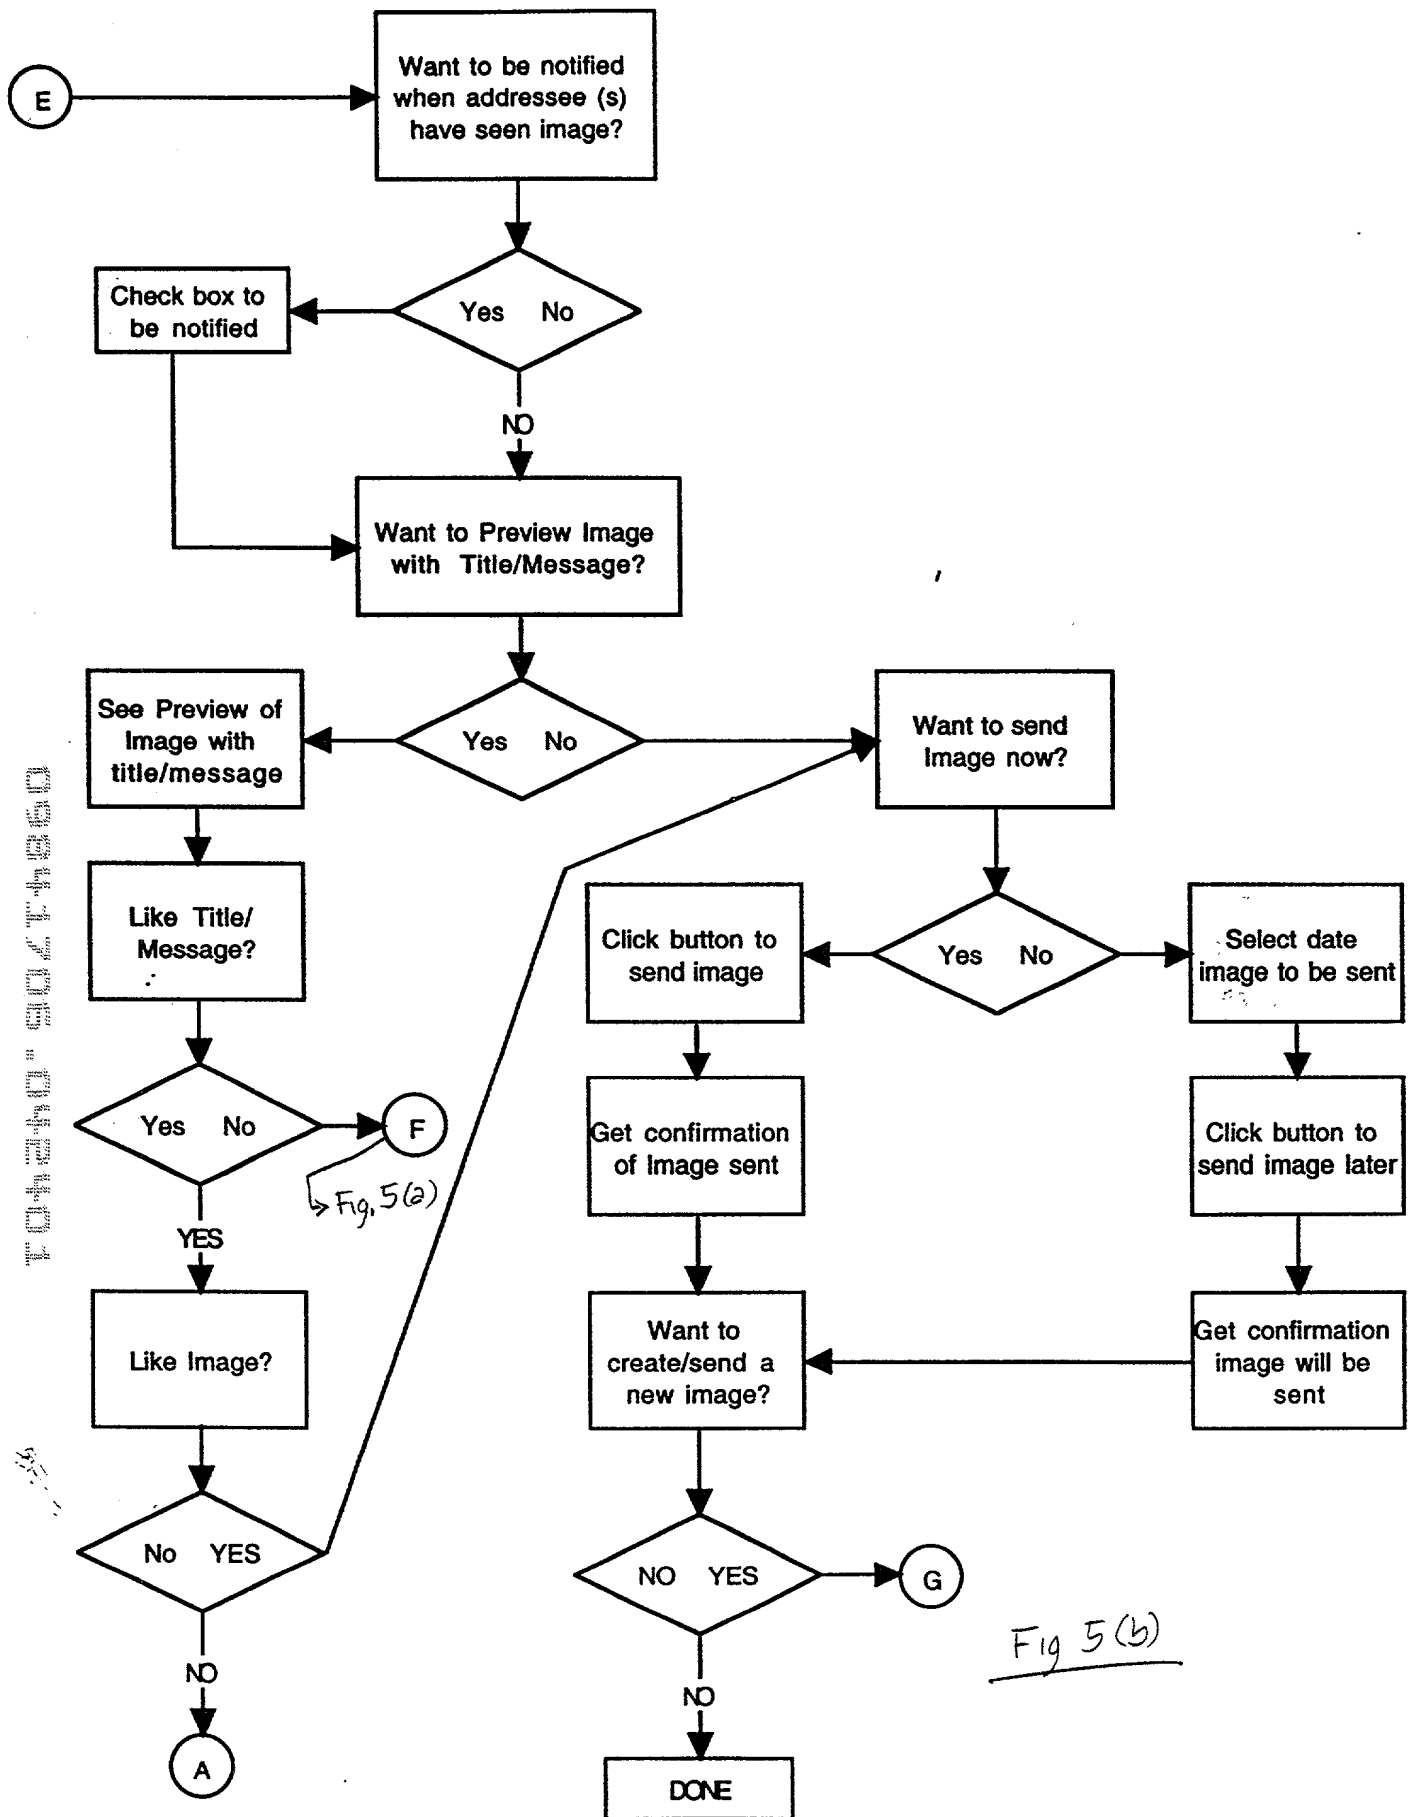 E
Want to be notified
when addressee (s)
have seen image?
Check box to
be notified
Yes No
NO
Want to Preview Image
with Title/Message?
See Preview of
Image with
title/message
Yes No
Want to send
Image now?
Like Title/
Message?
Click button to
send image
Yes No
Select date
image to be sent
Yes No
F
Fig. 5(a)
Get confirmation
of Image sent
Click button to
send image later
YES
Like Image?
Want to
create/send a
new image?
Get confirmation
image will be
sent
No YES
NO YES
G
NO
A
NO
DONE
Fig 5(b)
09841706.042401